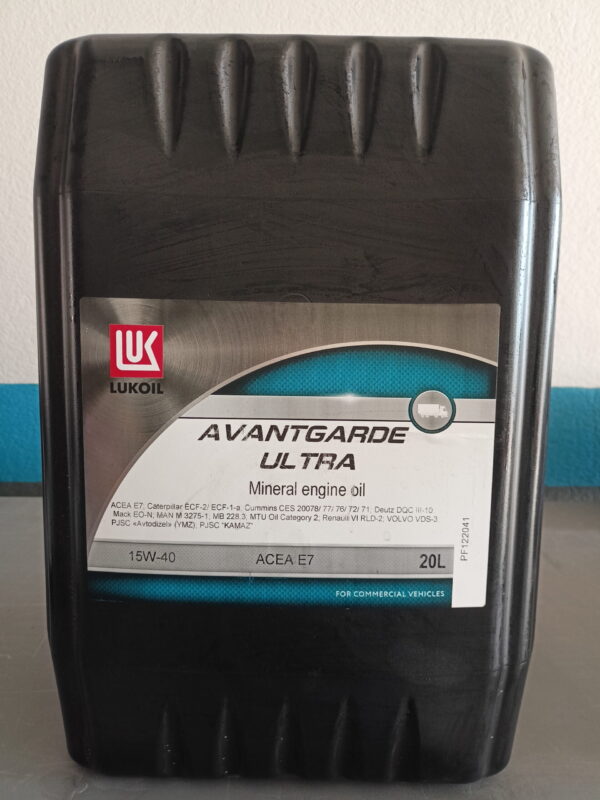 LUK
LUKOIL
AVANTGARDE
ULTRA
Mineral engine oil
ACEA E7; Caterpillar ECF-2/ ECF-1-a; Cummins CES 20078/ 77/ 76/ 72/ 71; Deutz DQC III-10
Mack EO-N; MAN M 3275-1; MB 228.3; MTU Oil Category 2; Renault VI RLD-2; VOLVO VDS-3
PJSC «Avtodizel» (YMZ); PJSC "KAMAZ"
15W-40 ACEA E7 20L
FOR COMMERCIAL VEHICLES
PF122041